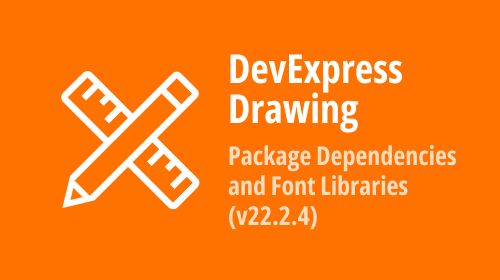 DevExpress
Drawing
Package Dependencies
and Font Libraries
(v22.2.4)